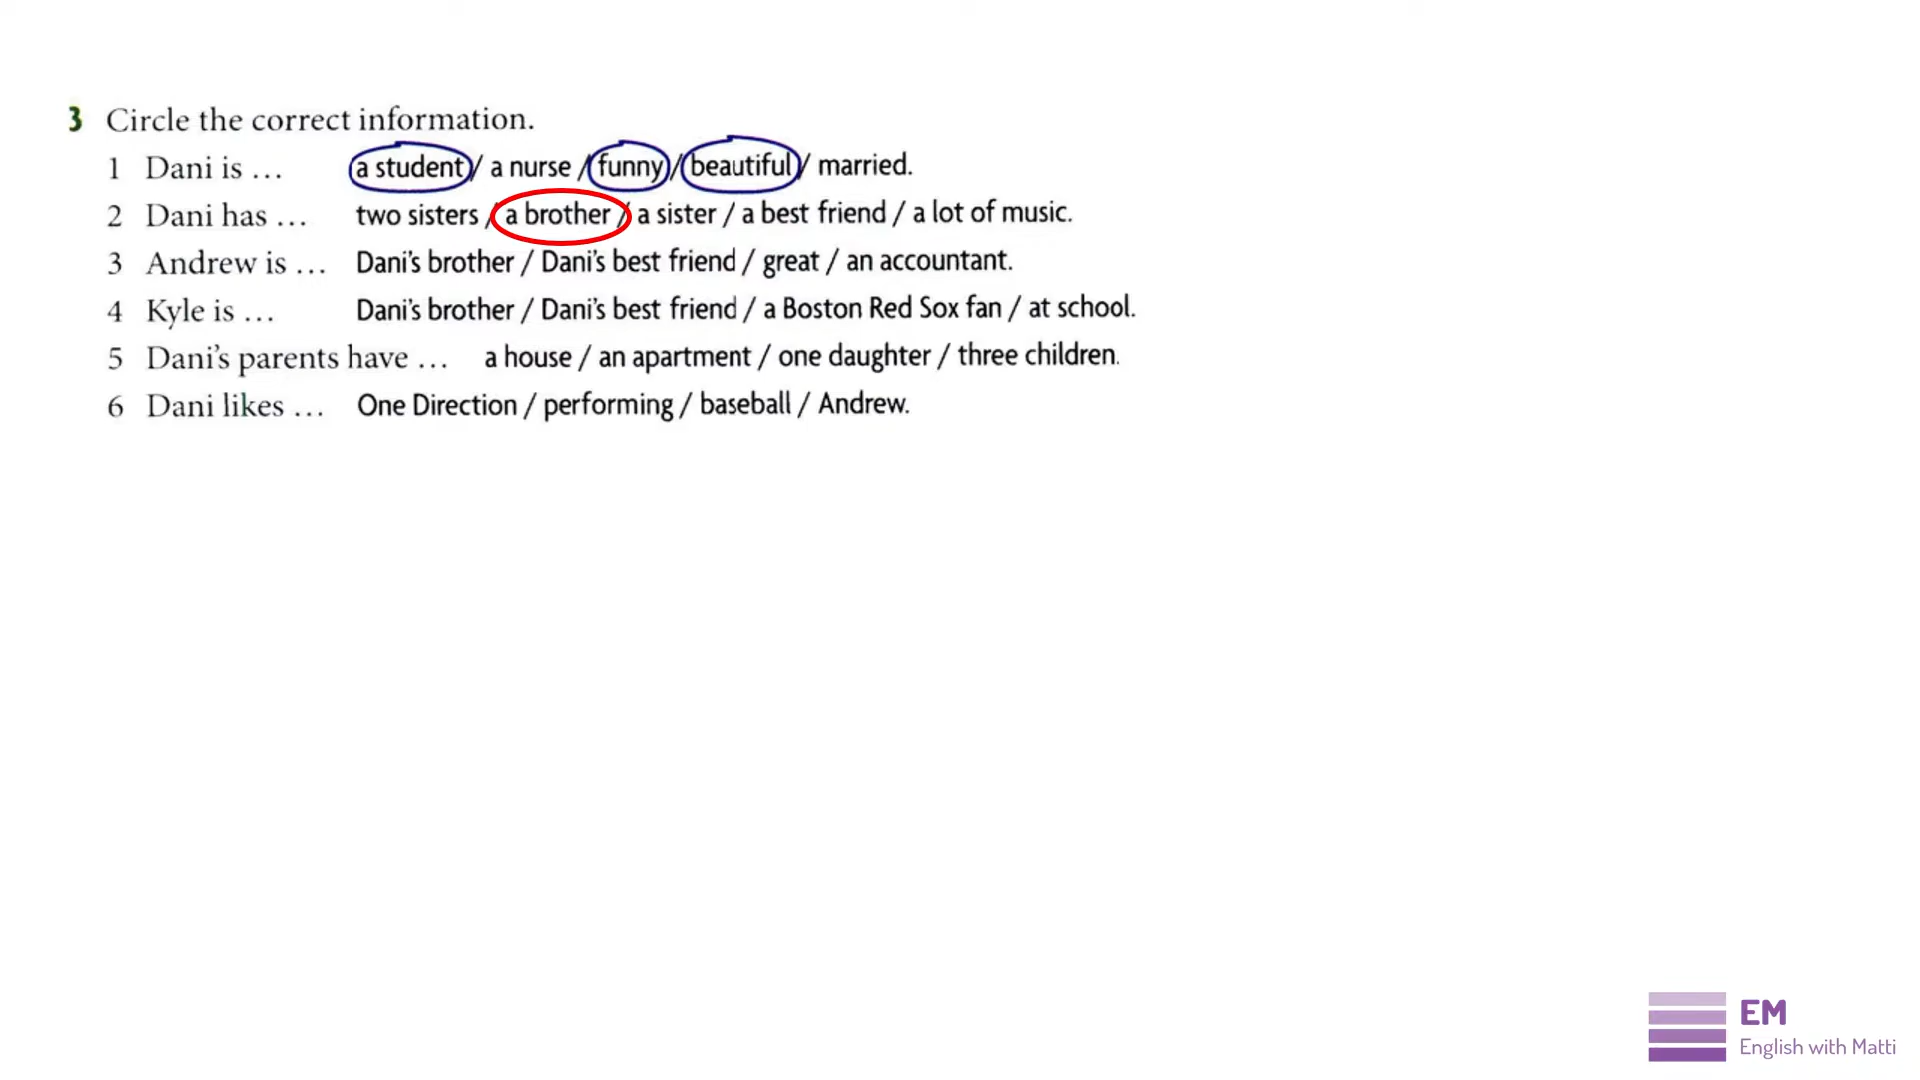 3 Circle the correct information.
1 Dani is … a student / a nurse / funny / beautiful / married.
2 Dani has … two sisters / a brother / a sister / a best friend / a lot of music.
3 Andrew is … Dani's brother / Dani's best friend / great / an accountant.
4 Kyle is … Dani's brother / Dani's best friend / a Boston Red Sox fan / at school.
5 Dani's parents have … a house / an apartment / one daughter / three children.
6 Dani likes … One Direction / performing / baseball / Andrew.
EM
English with Matti